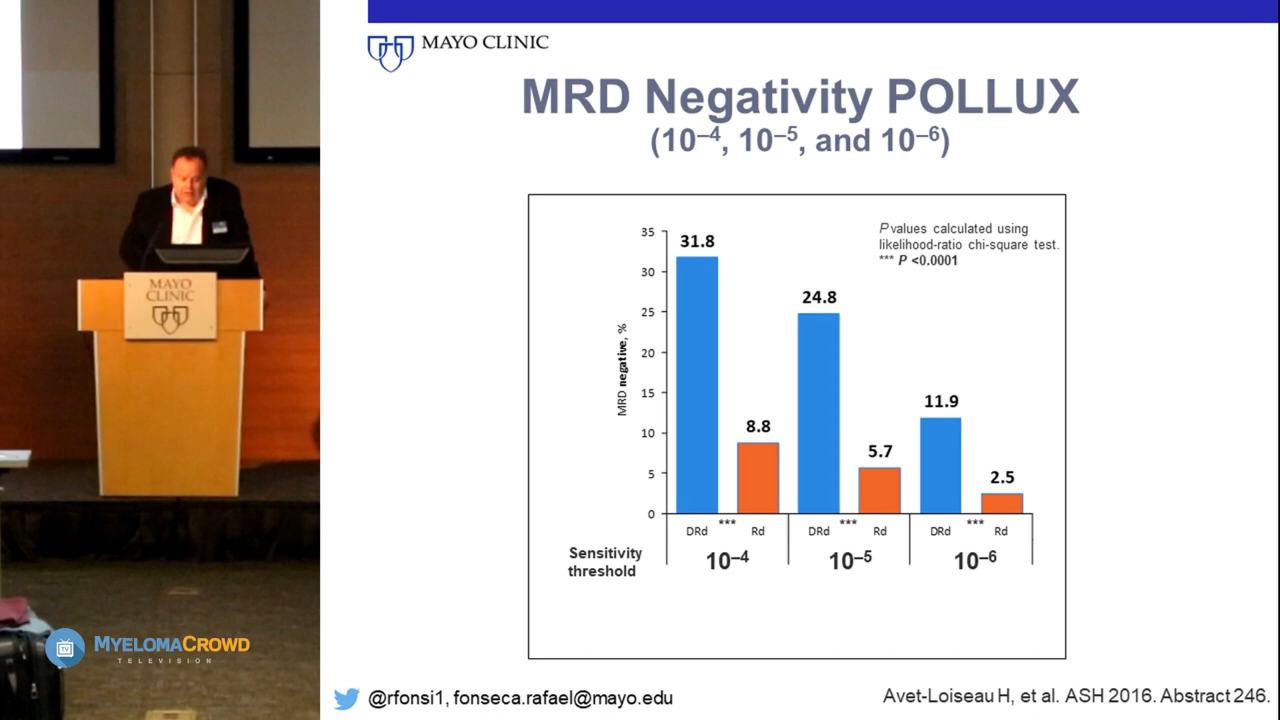 MAYO CLINIC
MRD Negativity POLLUX
(10–4, 10–5, and 10–6)
P values calculated using
likelihood-ratio chi-square test.
*** P <0.0001
MRD negative, %
35
30
25
20
15
10
5
0
31.8
8.8
24.8
5.7
11.9
2.5
DRd *** Rd DRd *** Rd DRd *** Rd
Sensitivity
threshold
10–4 10–5 10–6
MAYO
CLINIC
MYELOMACROWD
TELEVISION
TV
@rfonsi1, fonseca.rafael@mayo.edu
Avet-Loiseau H, et al. ASH 2016. Abstract 246.